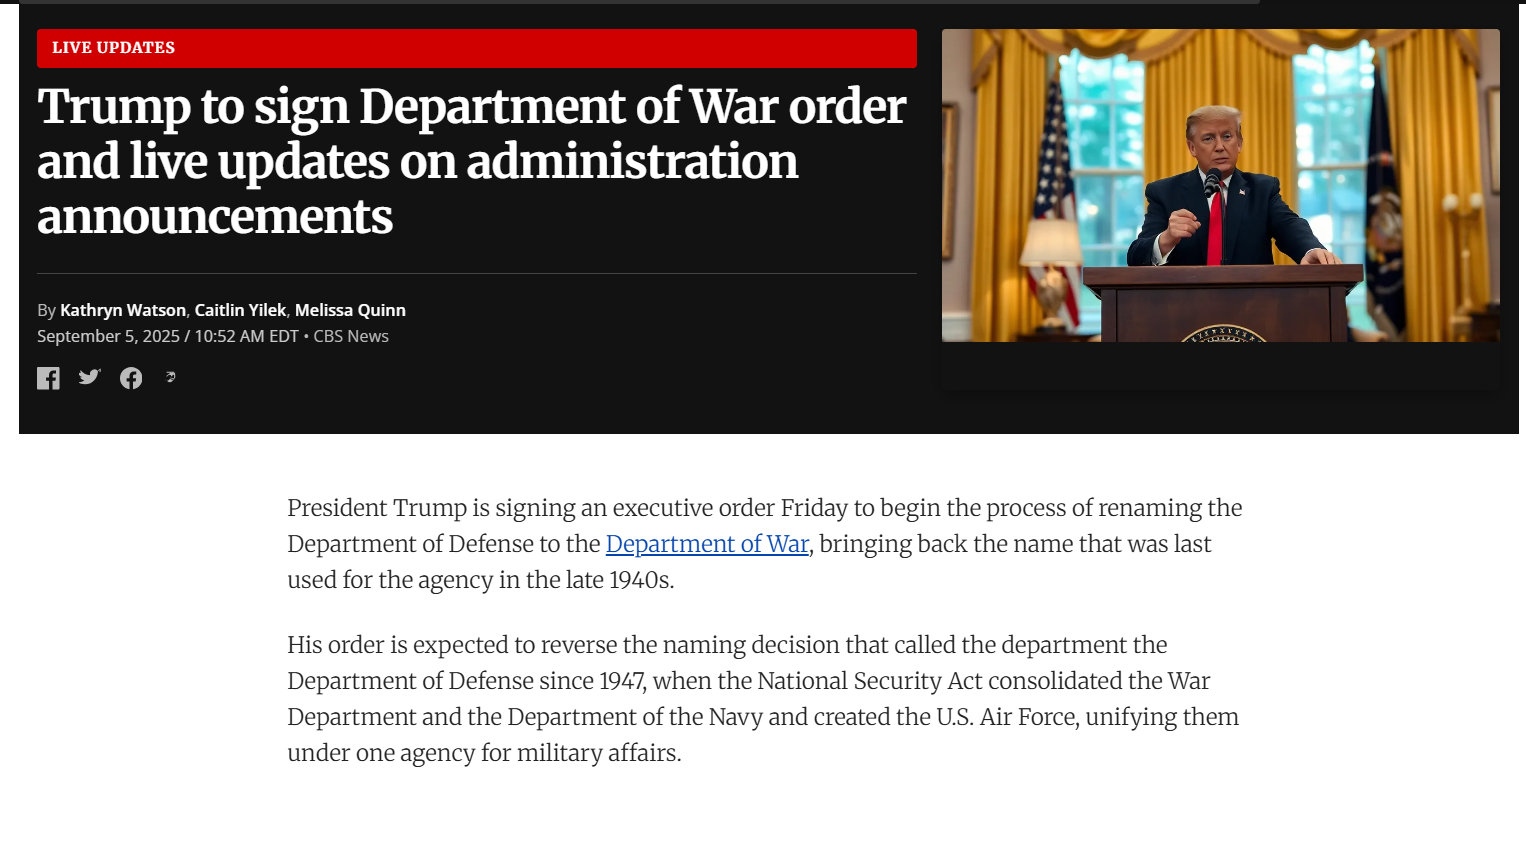 LIVE UPDATES
Trump to sign Department of War order
and live updates on administration
announcements
By Kathryn Watson, Caitlin Yilek, Melissa Quinn
September 5, 2025 / 10:52 AM EDT • CBS News
President Trump is signing an executive order Friday to begin the process of renaming the
Department of Defense to the Department of War, bringing back the name that was last
used for the agency in the late 1940s.
His order is expected to reverse the naming decision that called the department the
Department of Defense since 1947, when the National Security Act consolidated the War
Department and the Department of the Navy and created the U.S. Air Force, unifying them
under one agency for military affairs.